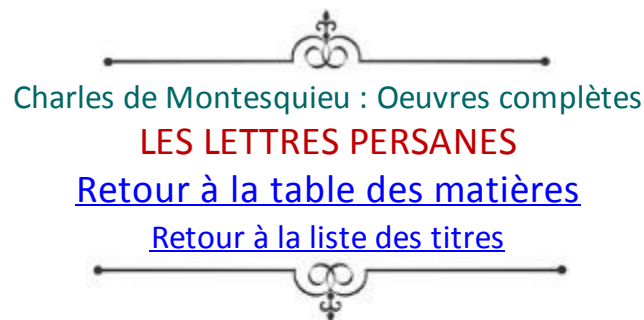 Charles de Montesquieu : Oeuvres complètes
LES LETTRES PERSANES
Retour à la table des matières
Retour à la liste des titres